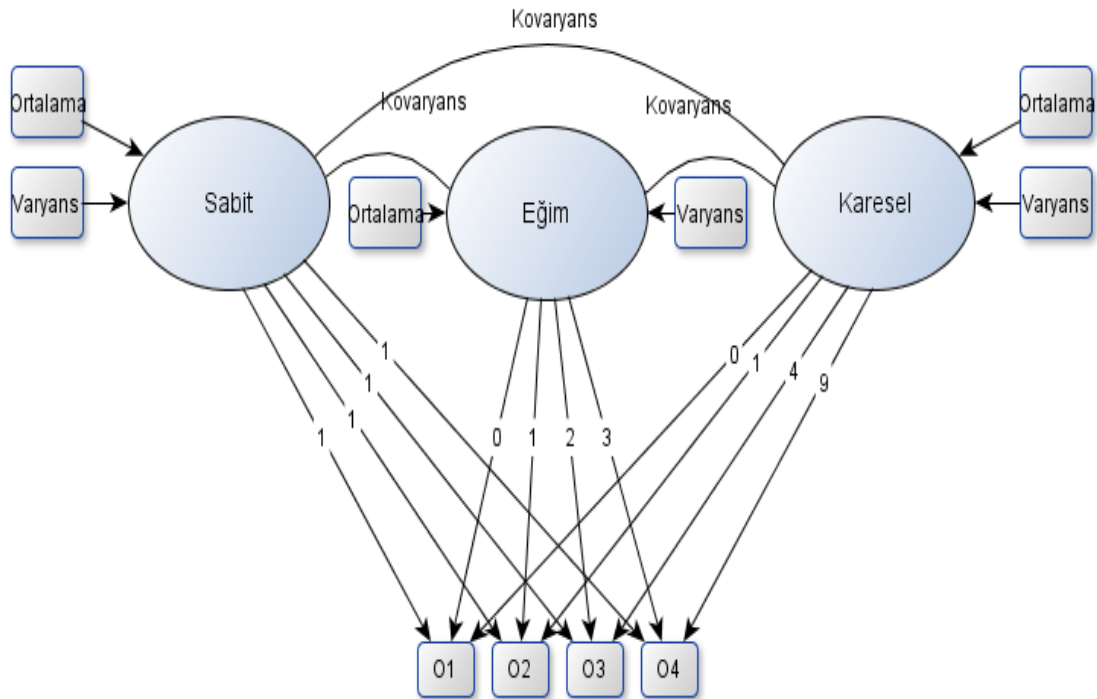 Kovaryans
Kovaryans
Kovaryans
Ortalama
Ortalama
Varyans
Sabit
Ortalama
Eğim
Varyans
Karesel
Varyans
1
1
1
1
0
1
2
3
0
1
4
9
O1
O2
O3
O4